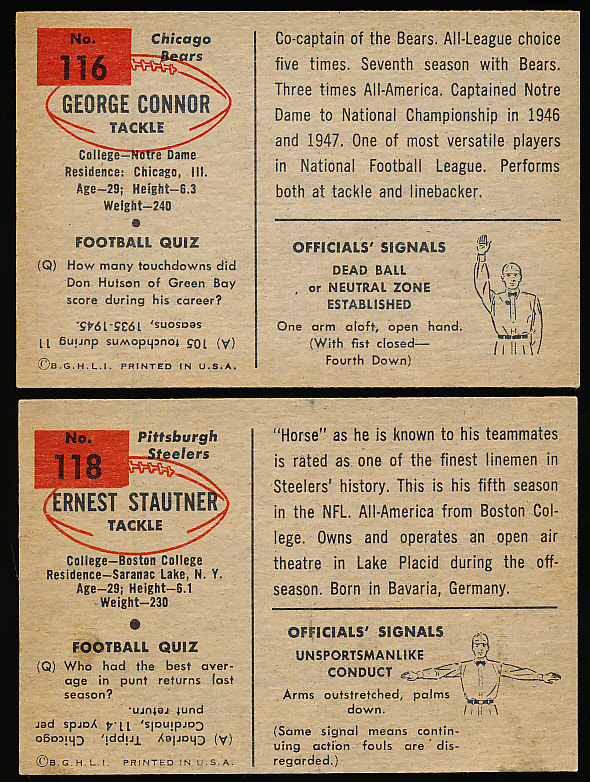 No.
116
Chicago
Bears
GEORGE CONNOR
TACKLE
College—Notre Dame
Residence: Chicago, Ill.
Age—29; Height—6.3
Weight—240
FOOTBALL QUIZ
(Q) How many touchdowns did
Don Hutson of Green Bay
score during his career?
(A) 105 touchdowns during 11
seasons, 1935-1945.
©B.G.H.L.I. PRINTED IN U.S.A.
Co-captain of the Bears. All-League choice
five times. Seventh season with Bears.
Three times All-America. Captained Notre
Dame to National Championship in 1946
and 1947. One of most versatile players
in National Football League. Performs
both at tackle and linebacker.
OFFICIALS' SIGNALS
DEAD BALL
or NEUTRAL ZONE
ESTABLISHED
One arm aloft, open hand.
(With fist closed—
Fourth Down)
No.
118
Pittsburgh
Steelers
ERNEST STAUTNER
TACKLE
College—Boston College
Residence—Saranac Lake, N. Y.
Age—29; Height—6.1
Weight—230
FOOTBALL QUIZ
(Q) Who had the best aver-
age in punt returns last
season?
(A) Charley Trippi, Chicago
Cardinals, 11.4 yards per
punt return.
©B.G.H.L.I. PRINTED IN U.S.A.
"Horse" as he is known to his teammates
is rated as one of the finest linemen in
Steelers' history. This is his fifth season
in the NFL. All-America from Boston Col-
lege. Owns and operates an open air
theatre in Lake Placid during the off-
season. Born in Bavaria, Germany.
OFFICIALS' SIGNALS
UNSPORTSMANLIKE
CONDUCT
Arms outstretched, palms
down.
(Same signal means contin-
uing action fouls are dis-
regarded.)